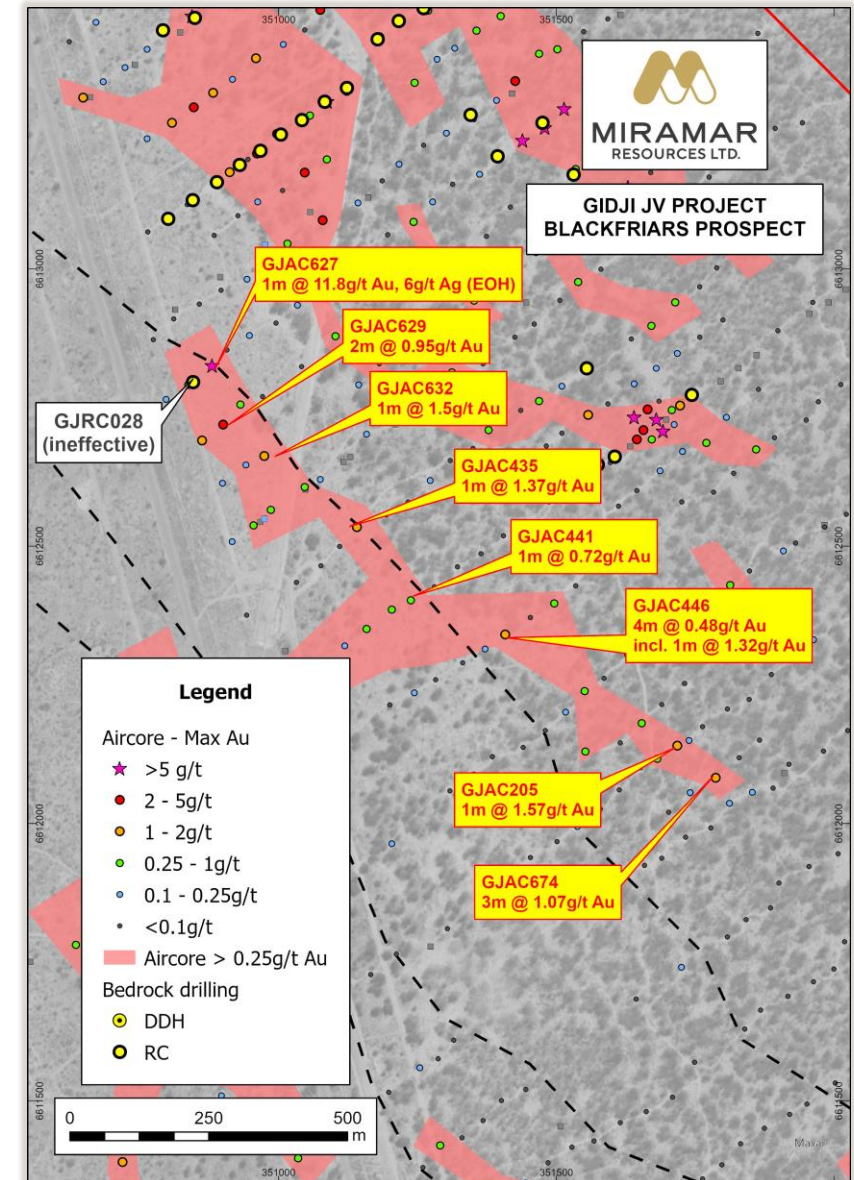 351000
351500
MIRAMAR
RESOURCES LTD.
GIDJI JV PROJECT
BLACKFRIARS PROSPECT
6613000
6613000
GJAC627
1m @ 11.8g/t Au, 6g/t Ag (EOH)
GJAC629
2m @ 0.95g/t Au
GJAC632
1m @ 1.5g/t Au
GJRC028
(ineffective)
GJAC435
1m @ 1.37g/t Au
6612500
6612500
GJAC441
1m @ 0.72g/t Au
GJAC446
4m @ 0.48g/t Au
incl. 1m @ 1.32g/t Au
GJAC205
1m @ 1.57g/t Au
6612000
6612000
GJAC674
3m @ 1.07g/t Au
Legend
Aircore - Max Au
>5 g/t
2 - 5g/t
1 - 2g/t
0.25 - 1g/t
0.1 - 0.25g/t
<0.1g/t
Aircore > 0.25g/t Au
Bedrock drilling
DDH
RC
6611500
6611500
0 250 500
m
351000
351500